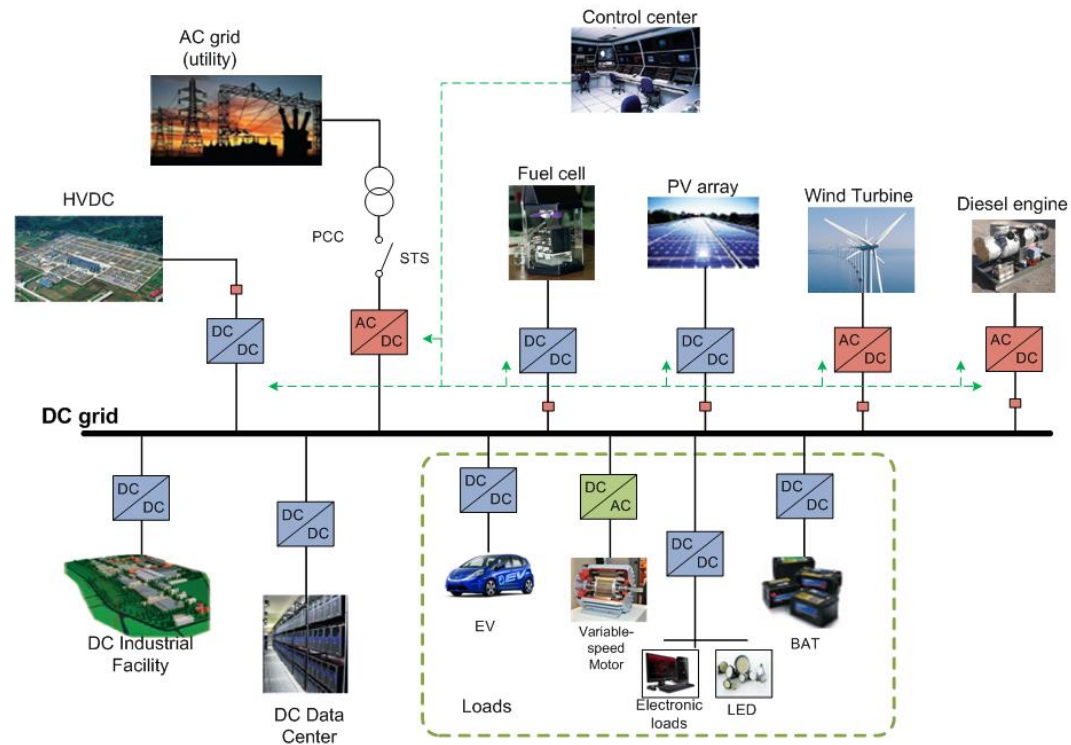 Control center
AC grid
(utility)
HVDC
Fuel cell
PV array
Wind Turbine
Diesel engine
PCC
STS
DC
DC
AC
DC
DC
DC
DC
DC
AC
DC
AC
DC
DC grid
DC
DC
DC
DC
DC
DC
DC
AC
DC
DC
DC
DC
DC Industrial
Facility
DC Data
Center
EV
Variable-
speed
Motor
BAT
Electronic
loads
LED
Loads